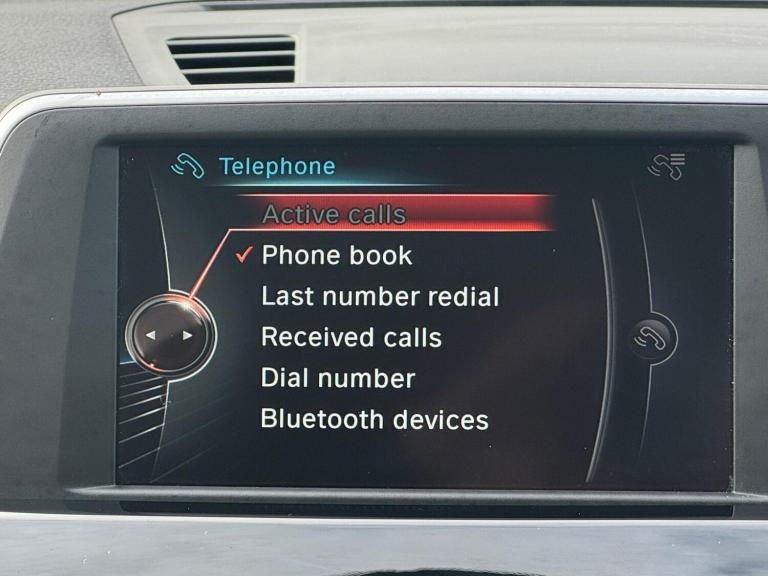 Telephone
Active calls
Phone book
Last number redial
Received calls
Dial number
Bluetooth devices